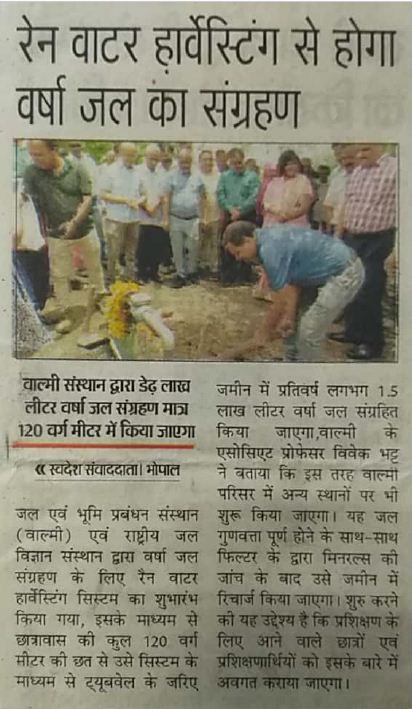 रेन वाटर हार्वेस्टिंग से होगा
वर्षा जल का संग्रहण
वाल्मी संस्थान द्वारा डेढ़ लाख
लीटर वर्षा जल संग्रहण मात्र
120 वर्ग मीटर में किया जाएगा
« स्वदेश संवाददाता। भोपाल
जल एवं भूमि प्रबंधन संस्थान
(वाल्मी) एवं राष्ट्रीय जल
विज्ञान संस्थान द्वारा वर्षा जल
संग्रहण के लिए रैन वाटर
हार्वेस्टिंग सिस्टम का शुभारंभ
किया गया, इसके माध्यम से
छात्रावास की कुल 120 वर्ग
मीटर की छत से उसे सिस्टम के
माध्यम से ट्यूबवेल के जरिए
जमीन में प्रतिवर्ष लगभग 1.5
लाख लीटर वर्षा जल संग्रहित
किया जाएगा,वाल्मी के
एसोसिएट प्रोफेसर विवेक भट्ट
ने बताया कि इस तरह वाल्मी
परिसर में अन्य स्थानों पर भी
शुरू किया जाएगा। यह जल
गुणवत्ता पूर्ण होने के साथ-साथ
फिल्टर के द्वारा मिनरल्स की
जांच के बाद उसे जमीन में
रिचार्ज किया जाएगा। शुरु करने
की यह उद्देश्य है कि प्रशिक्षण के
लिए आने वाले छात्रों एवं
प्रशिक्षणार्थियों को इसके बारे में
अवगत कराया जाएगा।